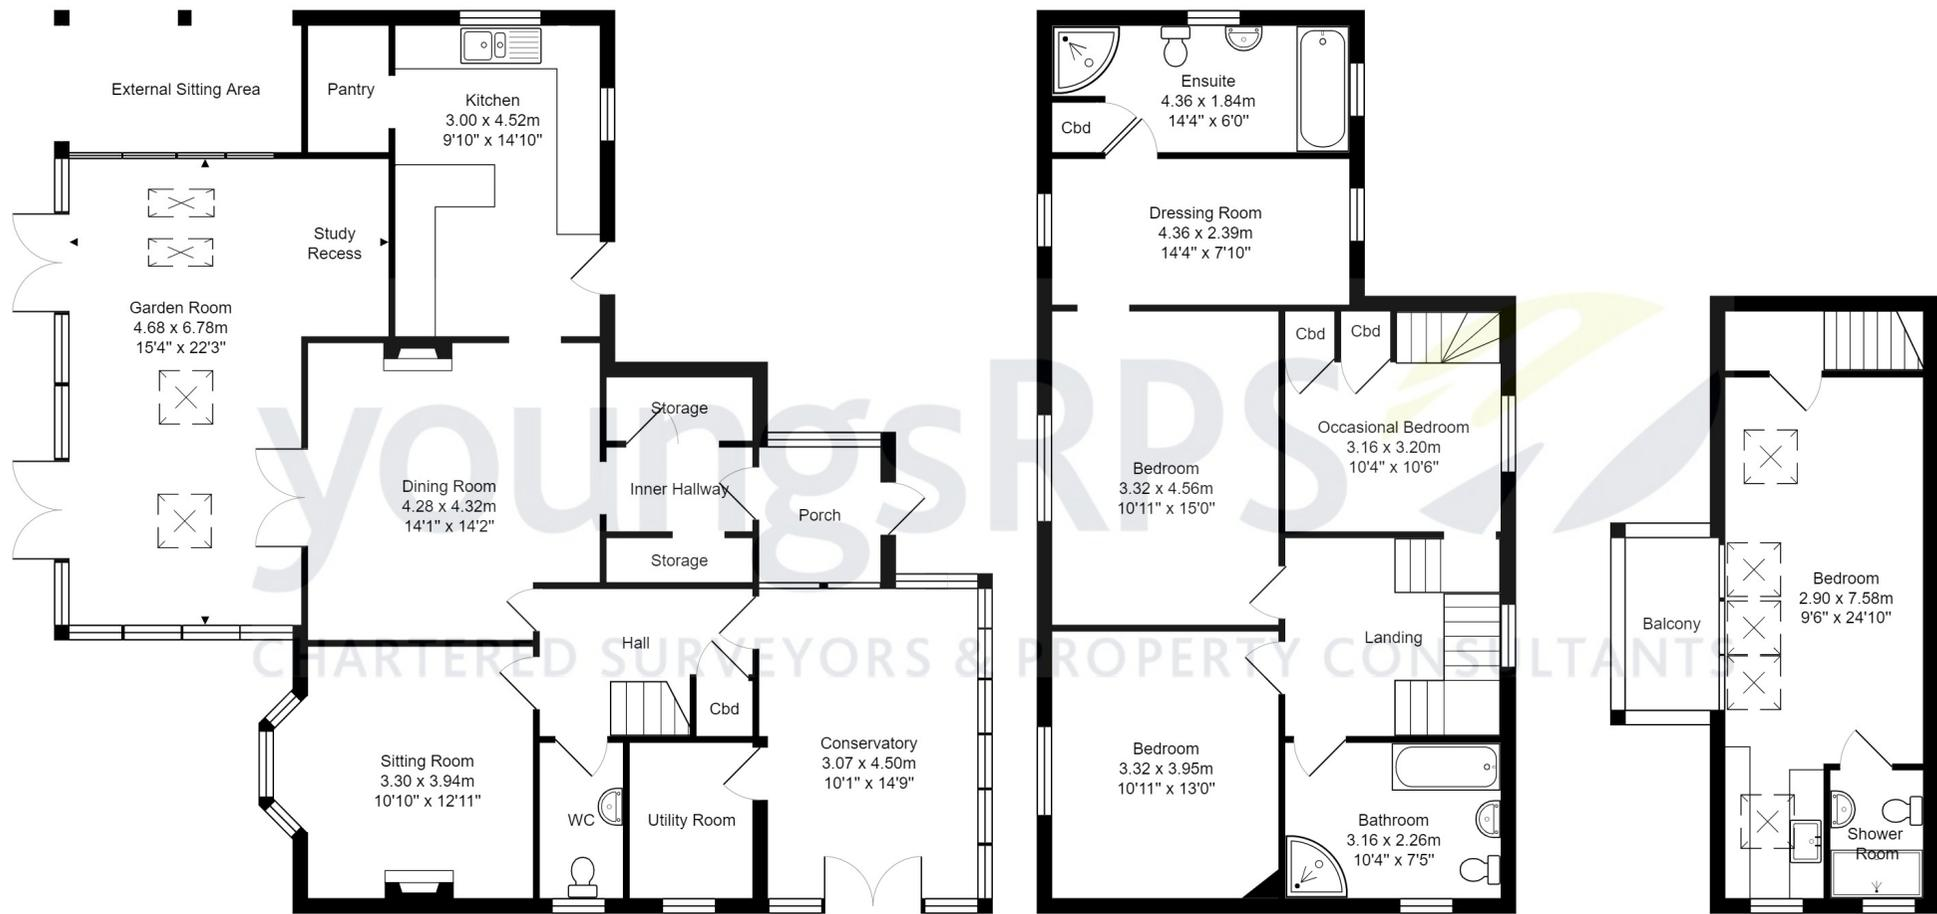 External Sitting Area
Pantry
Kitchen
3.00 x 4.52m
9'10" x 14'10"
Study
Recess
Garden Room
4.68 x 6.78m
15'4" x 22'3"
Storage
Dining Room
4.28 x 4.32m
14'1" x 14'2"
Inner Hallway
Porch
Storage
Hall
Cbd
Sitting Room
3.30 x 3.94m
10'10" x 12'11"
WC
Utility Room
Conservatory
3.07 x 4.50m
10'1" x 14'9"
Ensuite
4.36 x 1.84m
14'4" x 6'0"
Cbd
Dressing Room
4.36 x 2.39m
14'4" x 7'10"
Cbd
Cbd
Occasional Bedroom
3.16 x 3.20m
10'4" x 10'6"
Bedroom
3.32 x 4.56m
10'11" x 15'0"
Landing
Bedroom
3.32 x 3.95m
10'11" x 13'0"
Bathroom
3.16 x 2.26m
10'4" x 7'5"
Balcony
Bedroom
2.90 x 7.58m
9'6" x 24'10"
Shower
Room
youngsRPS
CHARTERED SURVEYORS & PROPERTY CONSULTANTS